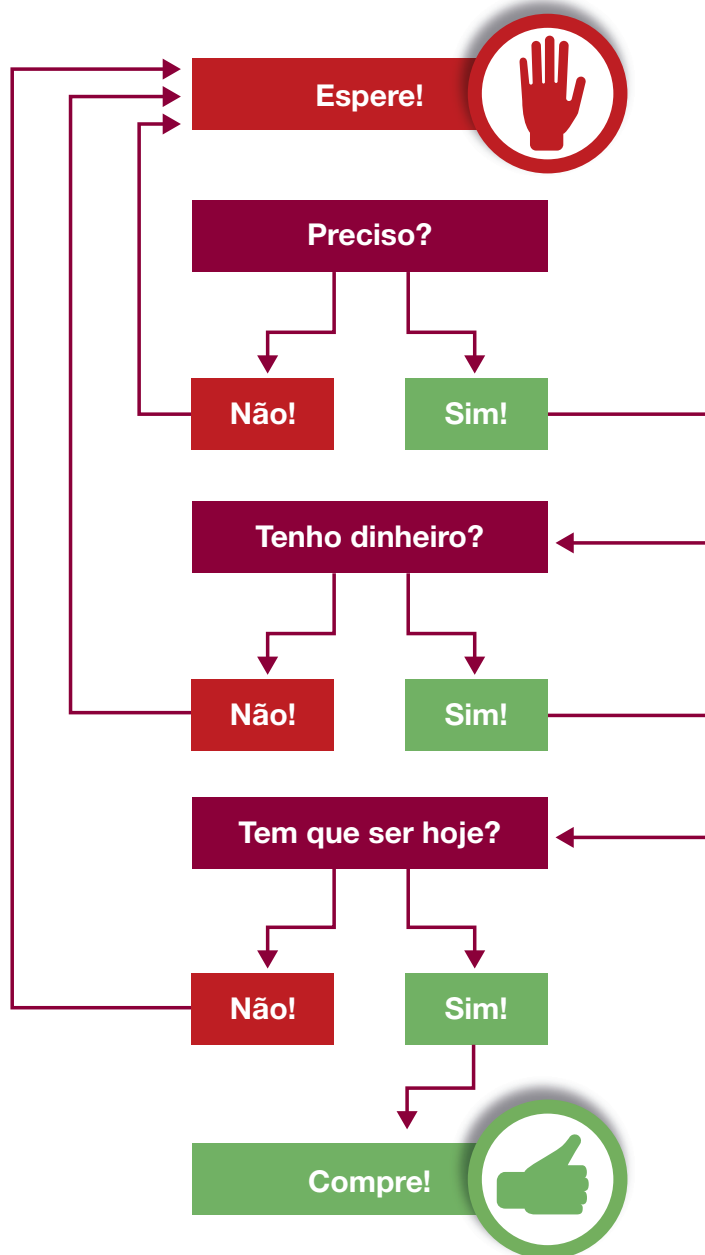 Espere!
Preciso?
Não!
Sim!
Tenho dinheiro?
Não!
Sim!
Tem que ser hoje?
Não!
Sim!
Compre!